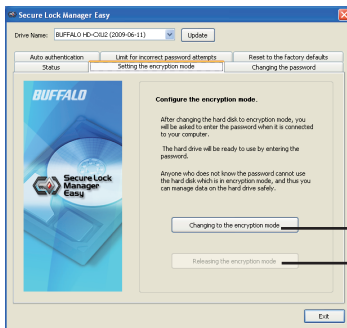 Secure Lock Manager Easy
Drive Name: BUFFALO HD-CXU2 (2009-06-11) Update
Auto authentication Limit for incorrect password attempts Reset to the factory defaults
Status Setting the encryption mode Changing the password
BUFFALO
Secure Lock
Manager
Easy
Configure the encryption mode.
After changing the hard disk to encryption mode, you
will be asked to enter the password when it is connected
to your computer.
The hard drive will be ready to use by entering the
password.
Anyone who does not know the password cannot use
the hard disk which is in encryption mode, and thus you
can manage data on the hard drive safely.
Changing to the encryption mode
Releasing the encryption mode
Exit